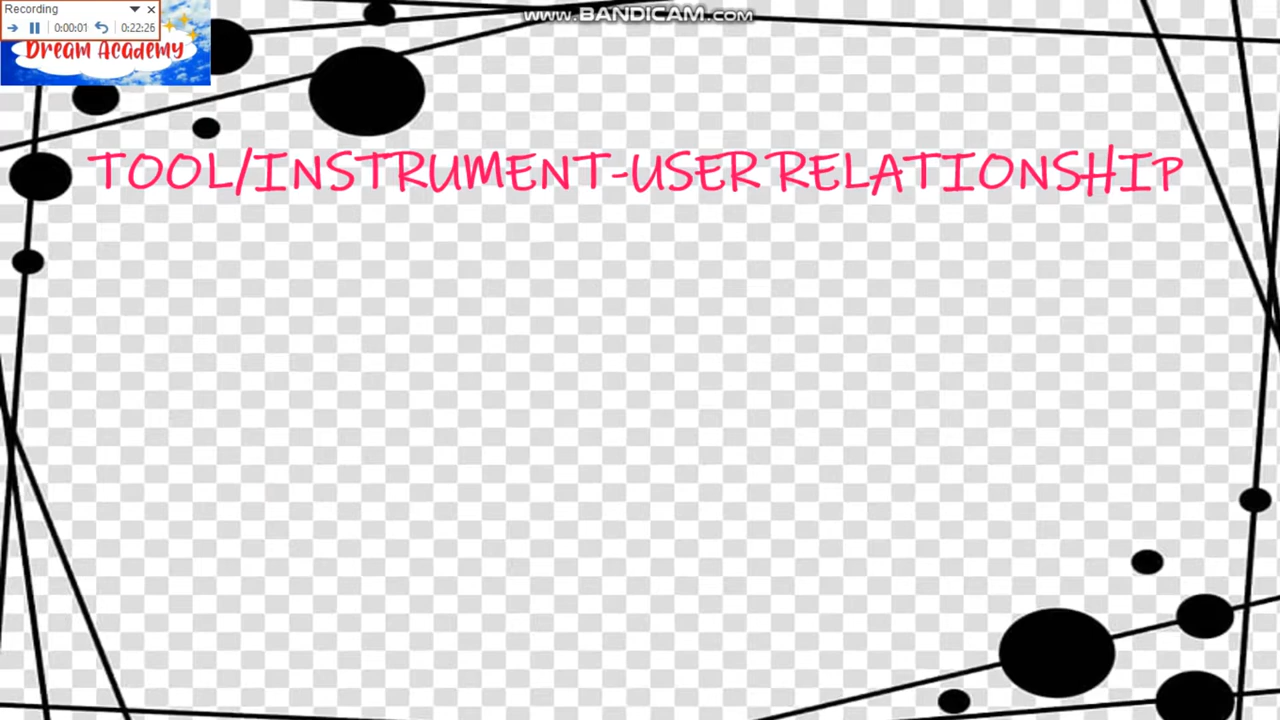 Recording
0:00:01
0:22:26
www.BANDICAM.com
Dream Academy
TOOL/INSTRUMENT-USER RELATIONSHIP